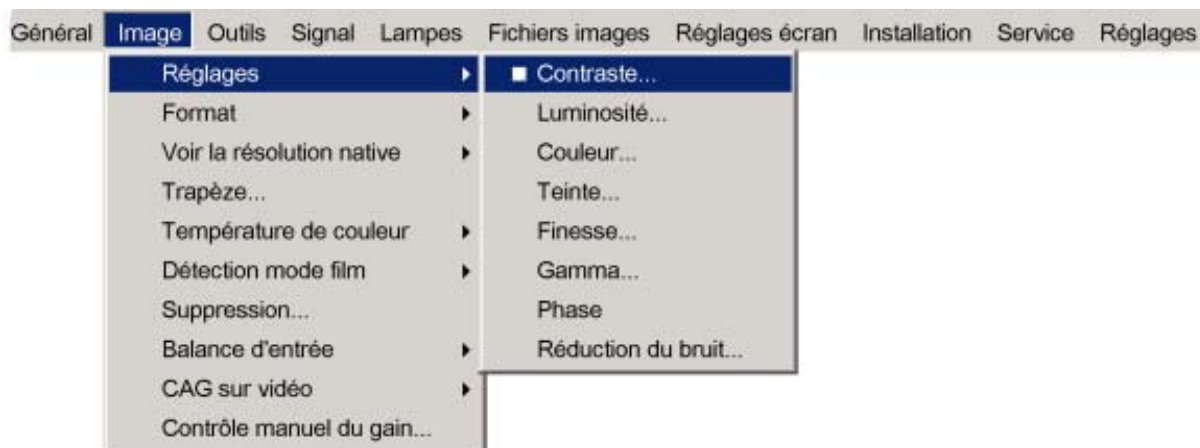 Général Image Outils Signal Lampes Fichiers images Réglages écran Installation Service Réglages
Réglages
Format
Voir la résolution native
Trapèze...
Température de couleur
Détection mode film
Suppression...
Balance d'entrée
CAG sur vidéo
Contrôle manuel du gain...
Contraste...
Luminosité...
Couleur...
Teinte...
Finesse...
Gamma...
Phase
Réduction du bruit...